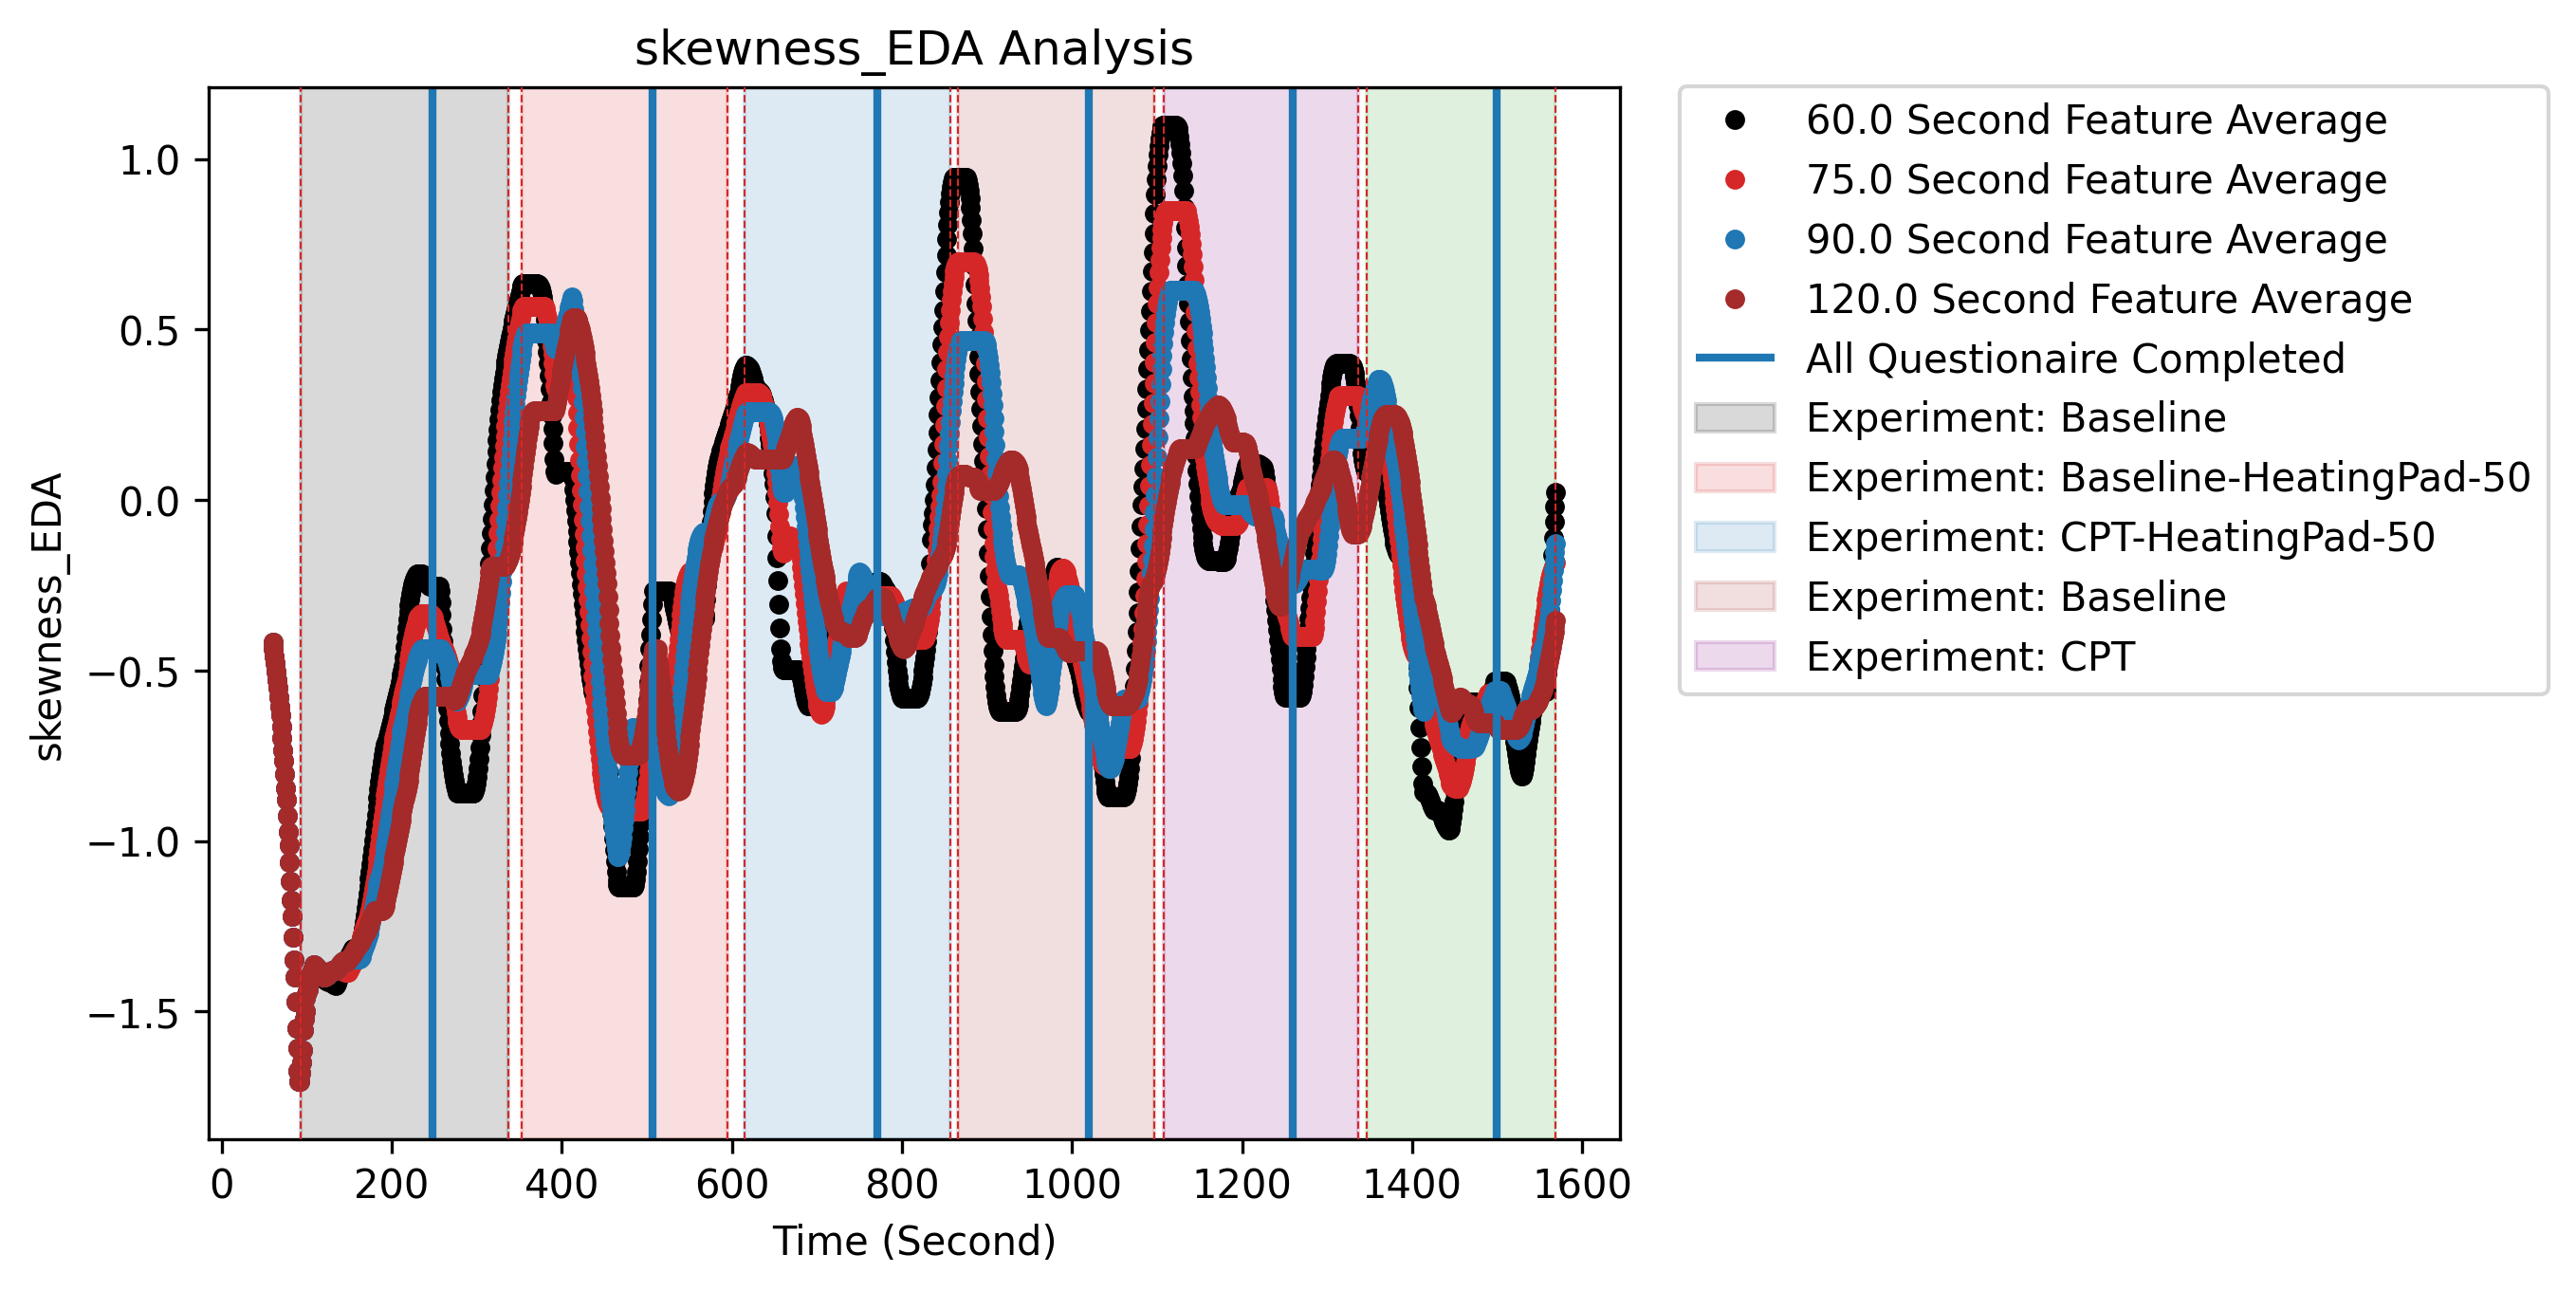 skewness_EDA Analysis
1.0
0.5
0.0
−0.5
−1.0
−1.5
skewness_EDA
0 200 400 600 800 1000 1200 1400 1600
Time (Second)
60.0 Second Feature Average
75.0 Second Feature Average
90.0 Second Feature Average
120.0 Second Feature Average
All Questionaire Completed
Experiment: Baseline
Experiment: Baseline-HeatingPad-50
Experiment: CPT-HeatingPad-50
Experiment: Baseline
Experiment: CPT